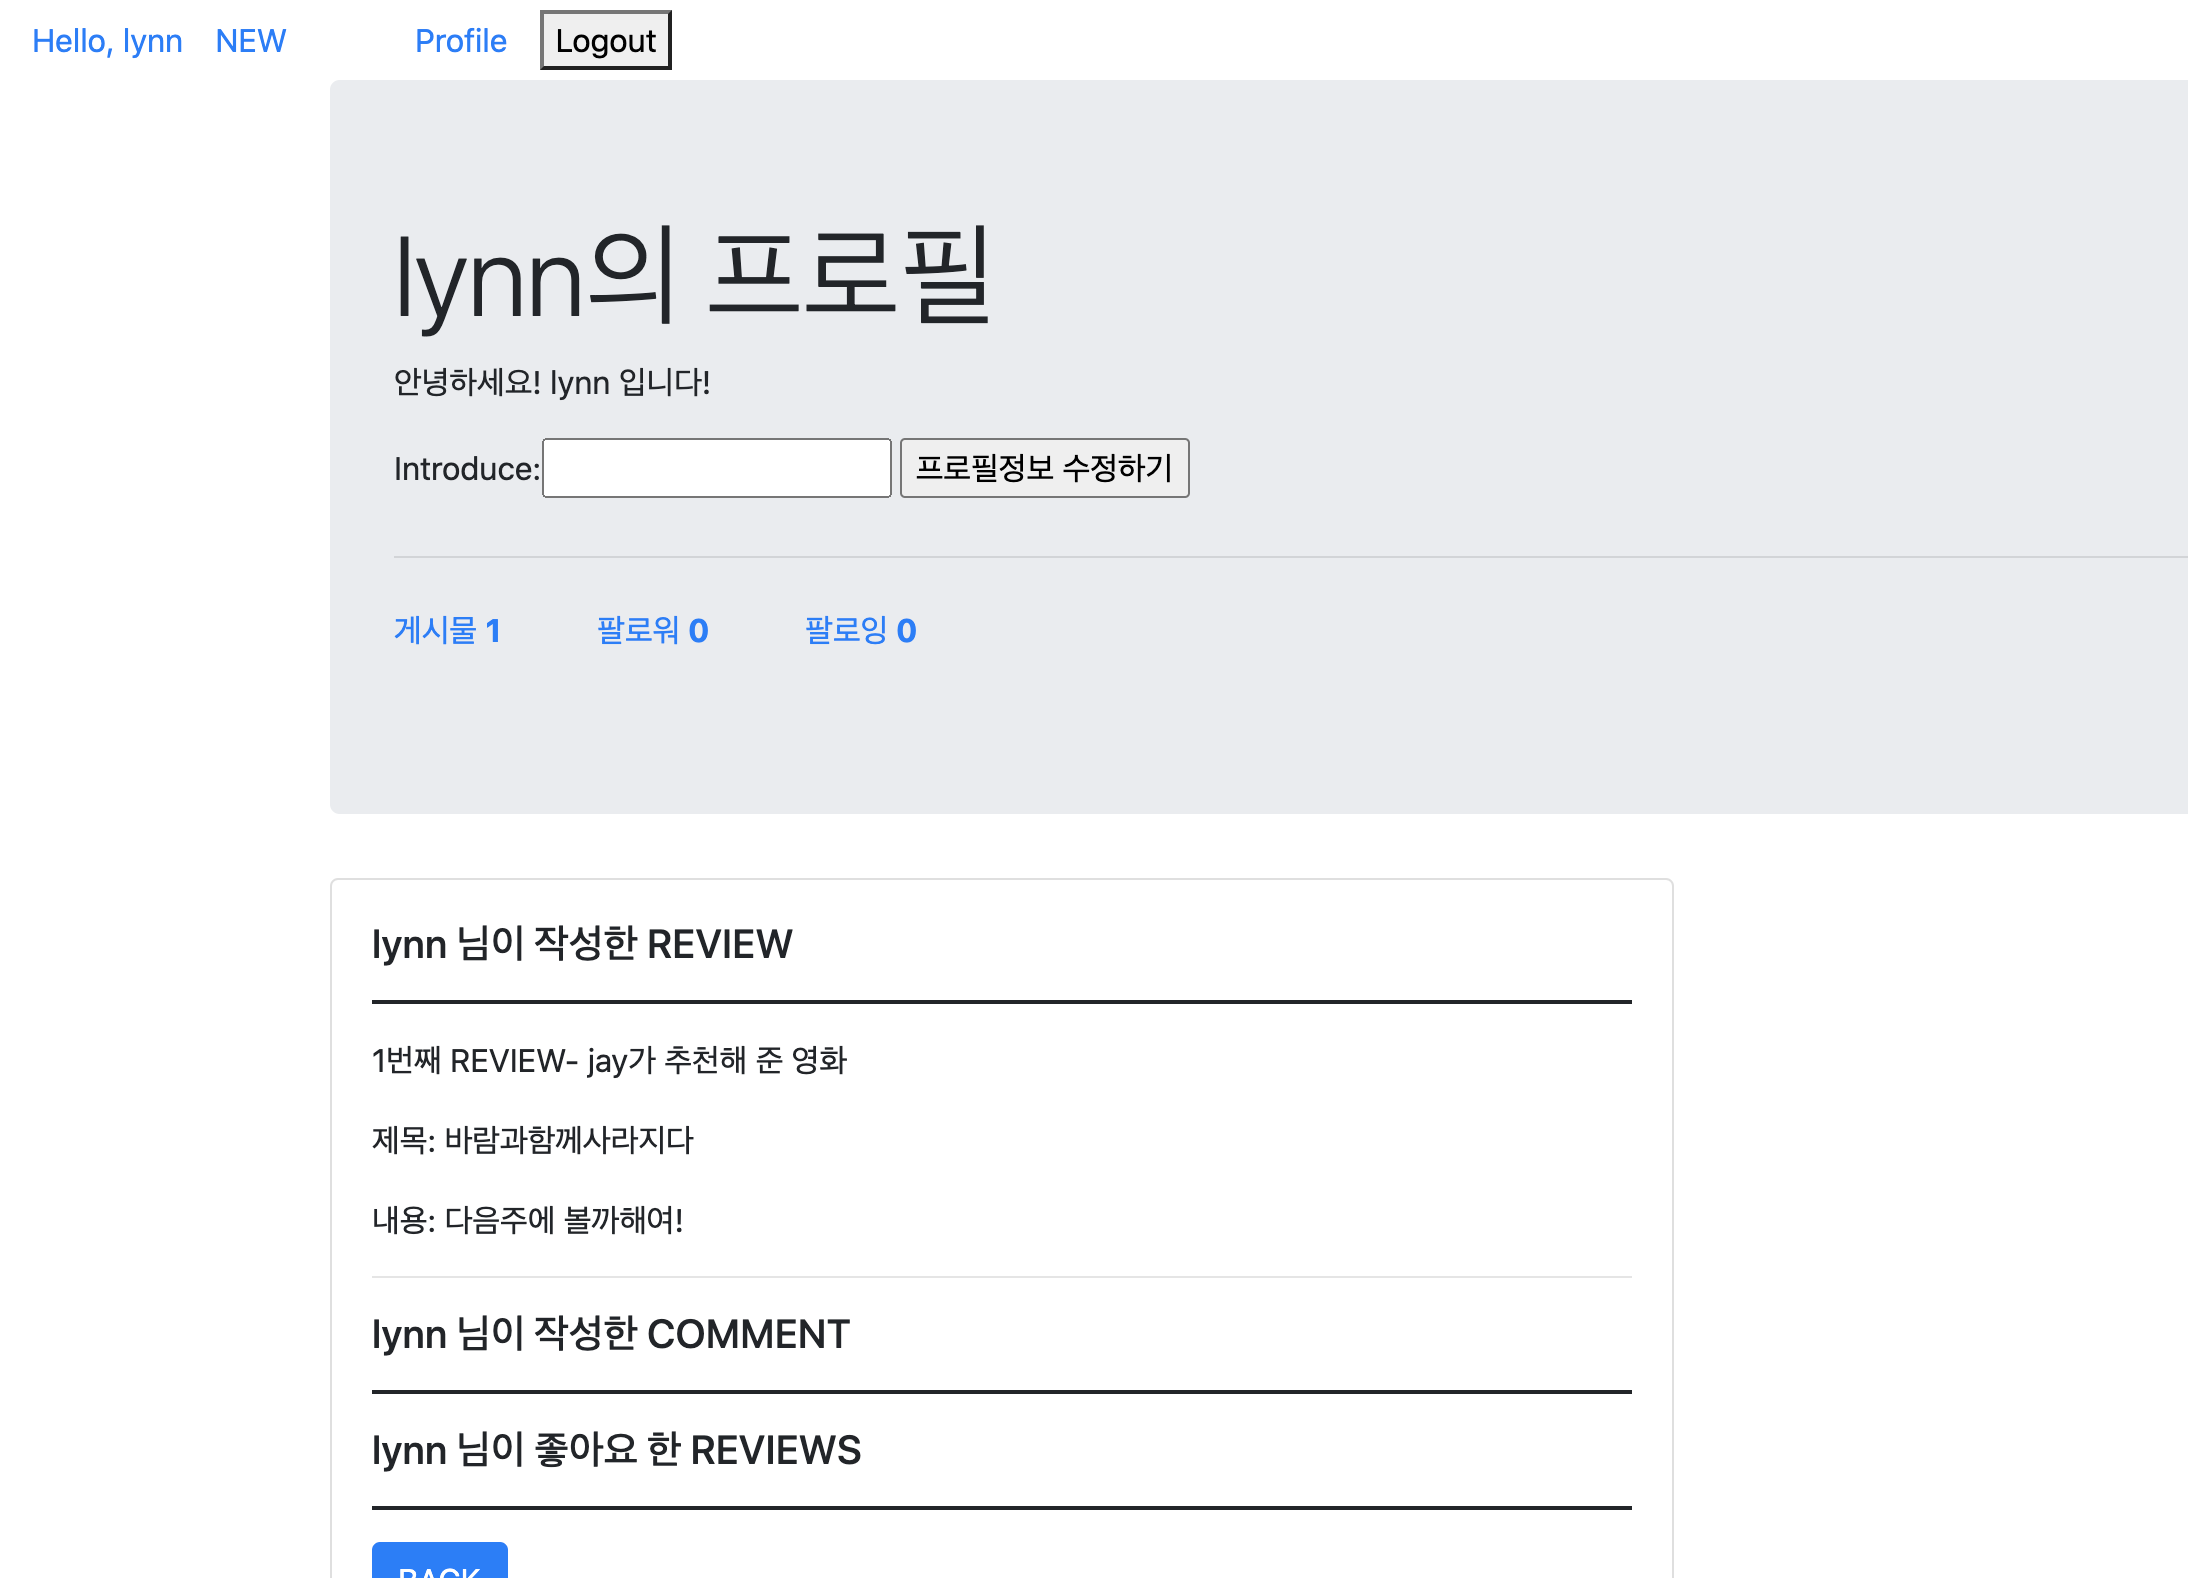 Hello, lynn NEW Profile Logout
lynn의 프로필
안녕하세요! lynn 입니다!
Introduce: 프로필정보 수정하기
게시물 1 팔로워 0 팔로잉 0
lynn 님이 작성한 REVIEW
1번째 REVIEW- jay가 추천해 준 영화
제목: 바람과함께사라지다
내용: 다음주에 볼까해여!
lynn 님이 작성한 COMMENT
lynn 님이 좋아요 한 REVIEWS
BACK